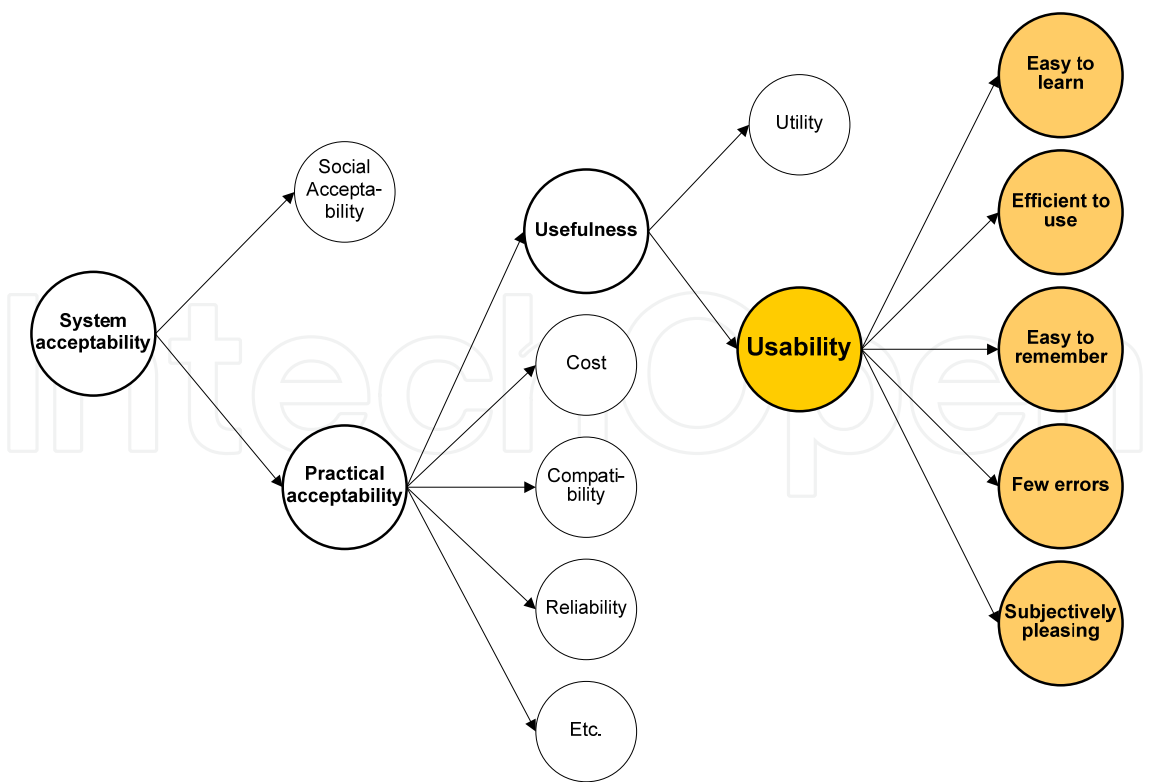 System
acceptability
Social
Accepta-
bility
Practical
acceptability
Usefulness
Cost
Compati-
bility
Reliability
Etc.
Utility
Usability
Easy to
learn
Efficient to
use
Easy to
remember
Few errors
Subjectively
pleasing
IntechOpen